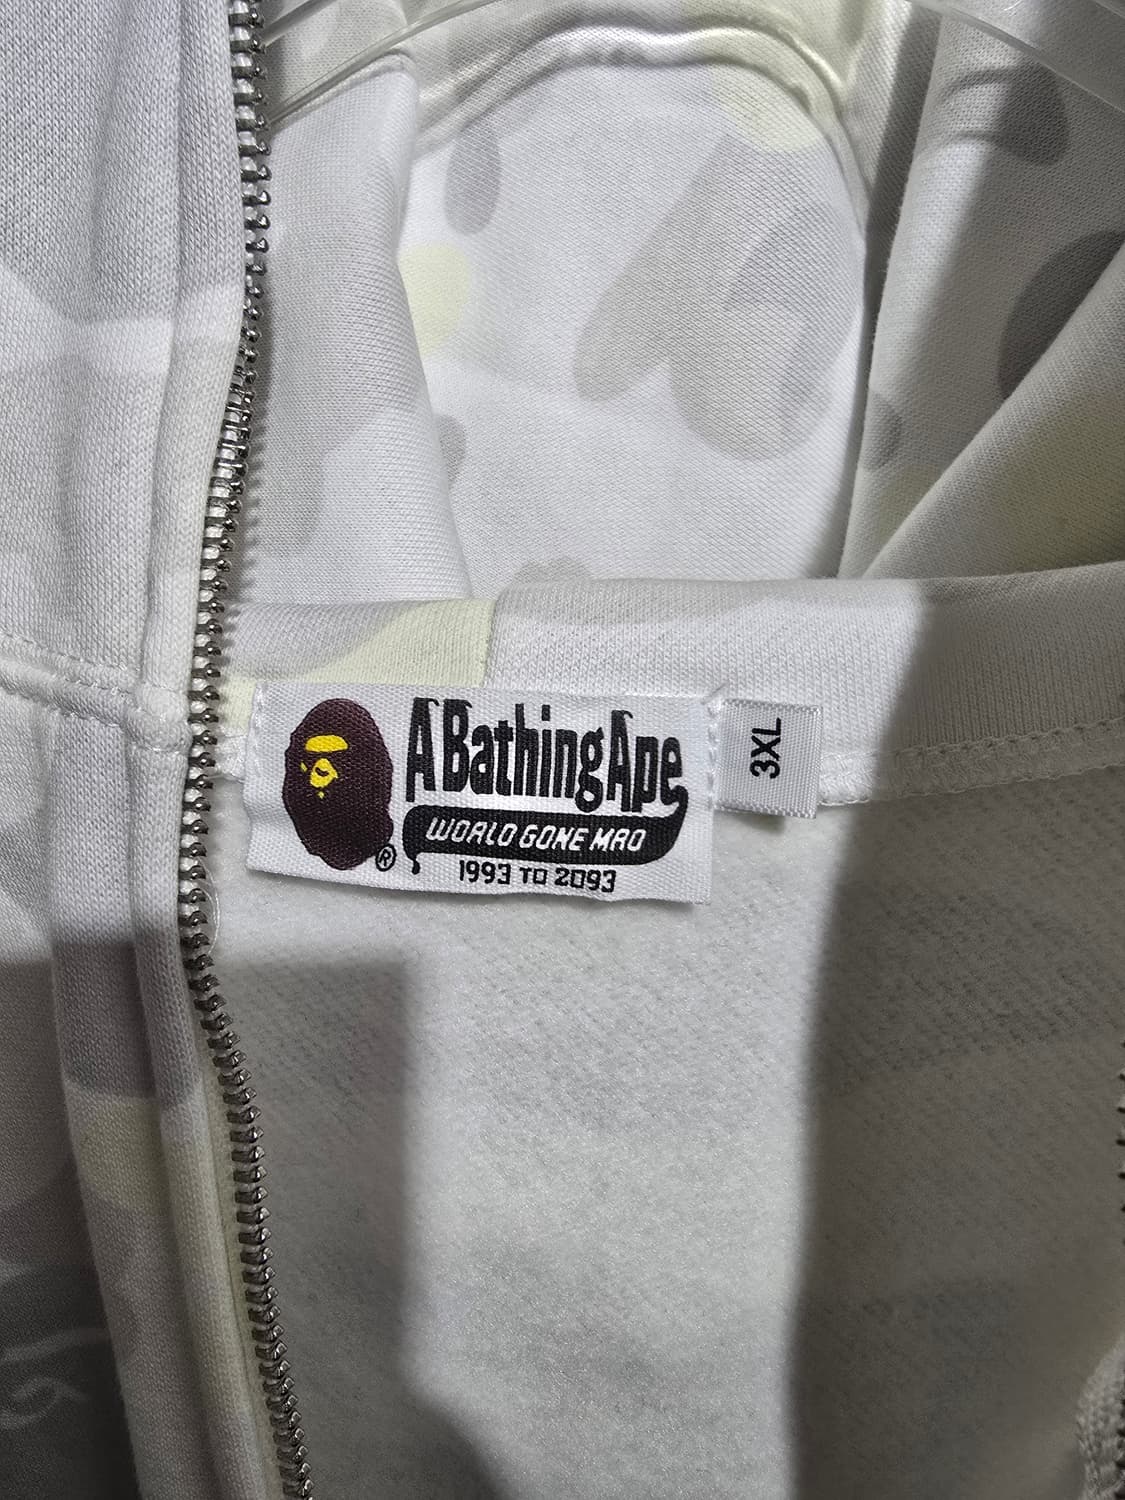 A Bathing Ape
®
WORLD GONE MAD
1993 TO 2093
3XL